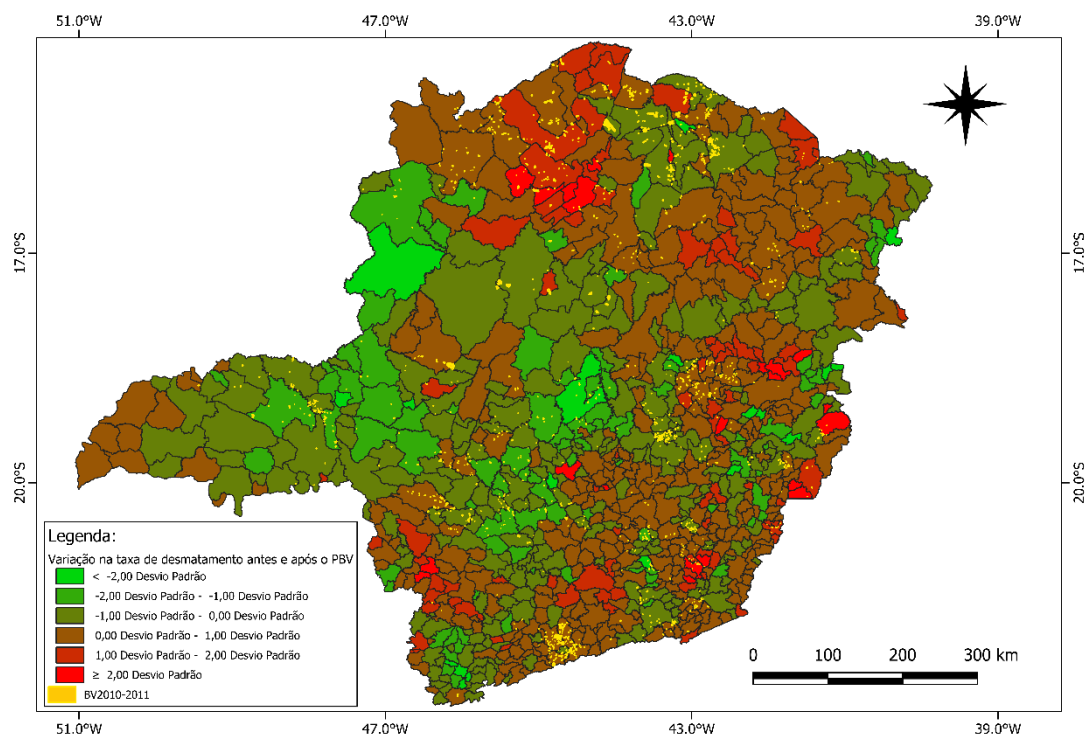 51.0°W 47.0°W 43.0°W 39.0°W
17.0°S 17.0°S
20.0°S 20.0°S
Legenda:
Variação na taxa de desmatamento antes e após o PBV
< -2,00 Desvio Padrão
-2,00 Desvio Padrão - -1,00 Desvio Padrão
-1,00 Desvio Padrão - 0,00 Desvio Padrão
0,00 Desvio Padrão - 1,00 Desvio Padrão
1,00 Desvio Padrão - 2,00 Desvio Padrão
≥ 2,00 Desvio Padrão
BV2010-2011
0 100 200 300 km
51.0°W 47.0°W 43.0°W 39.0°W